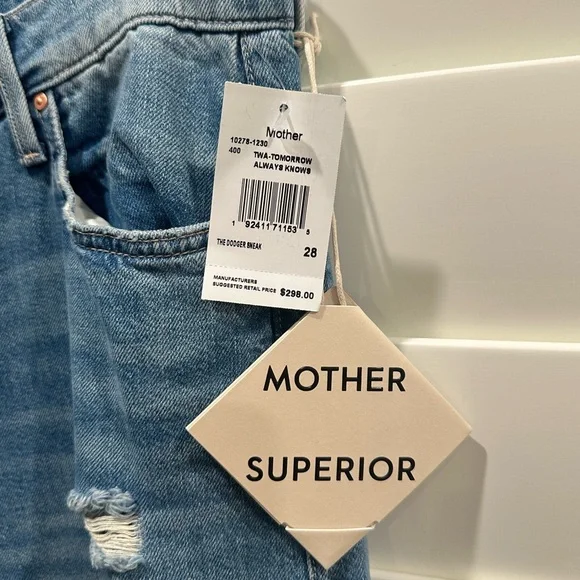 Mother
10278-1230
400 TWA-TOMORROW
ALWAYS KNOWS
1 92411 71153 5
THE DODGER SNEAK 28
MANUFACTURERS
SUGGESTED RETAIL PRICE $298.00
MOTHER
SUPERIOR